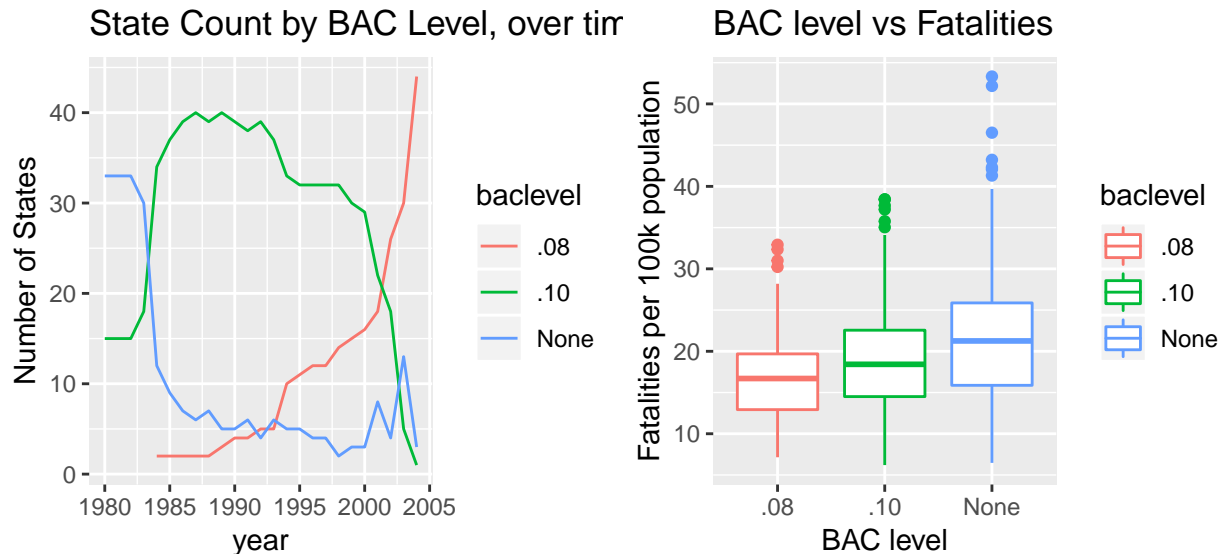 State Count by BAC Level, over tim
Number of States
40
30
20
10
0
1980 1985 1990 1995 2000 2005
year
baclevel
.08
.10
None
BAC level vs Fatalities
Fatalities per 100k population
50
40
30
20
10
.08 .10 None
BAC level
baclevel
.08
.10
None